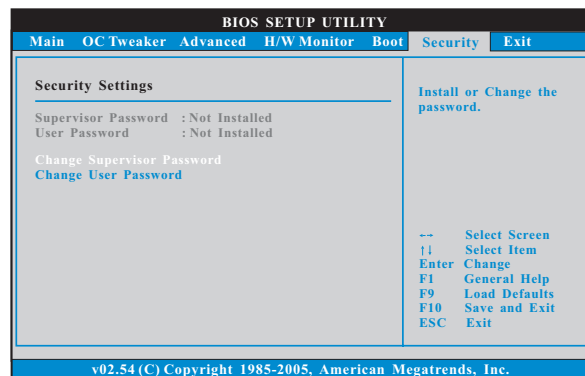 BIOS SETUP UTILITY
Main OC Tweaker Advanced H/W Monitor Boot Security Exit
Security Settings
Supervisor Password : Not Installed
User Password : Not Installed
Change Supervisor Password
Change User Password
Install or Change the
password.
←→ Select Screen
↑↓ Select Item
Enter Change
F1 General Help
F9 Load Defaults
F10 Save and Exit
ESC Exit
v02.54 (C) Copyright 1985-2005, American Megatrends, Inc.